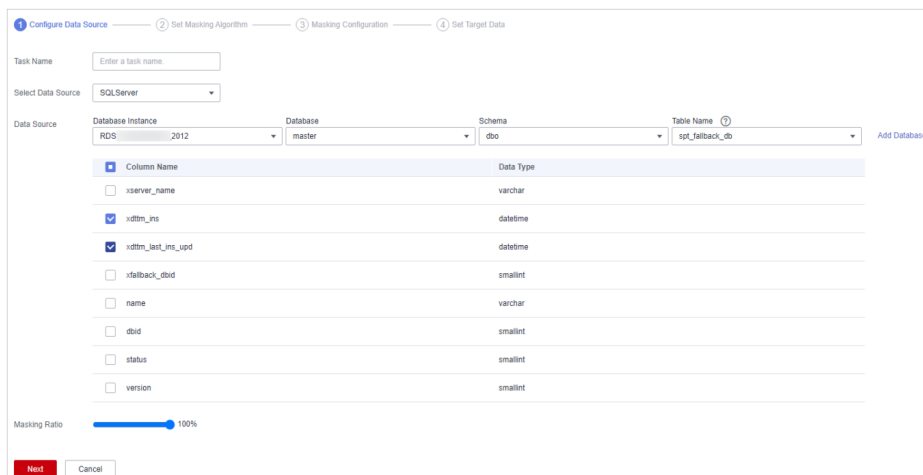 1 Configure Data Source 2 Set Masking Algorithm 3 Masking Configuration 4 Set Target Data
Task Name Enter a task name.
Select Data Source SQLServer
Data Source Database Instance Database Schema Table Name ?
RDS 2012 master dbo spt_fallback_db Add Database
Column Name Data Type
xserver_name varchar
xdttm_ins datetime
xdttm_last_ins_upd datetime
xfallback_dbid smallint
name varchar
dbid smallint
status smallint
version smallint
Masking Ratio 100%
Next Cancel